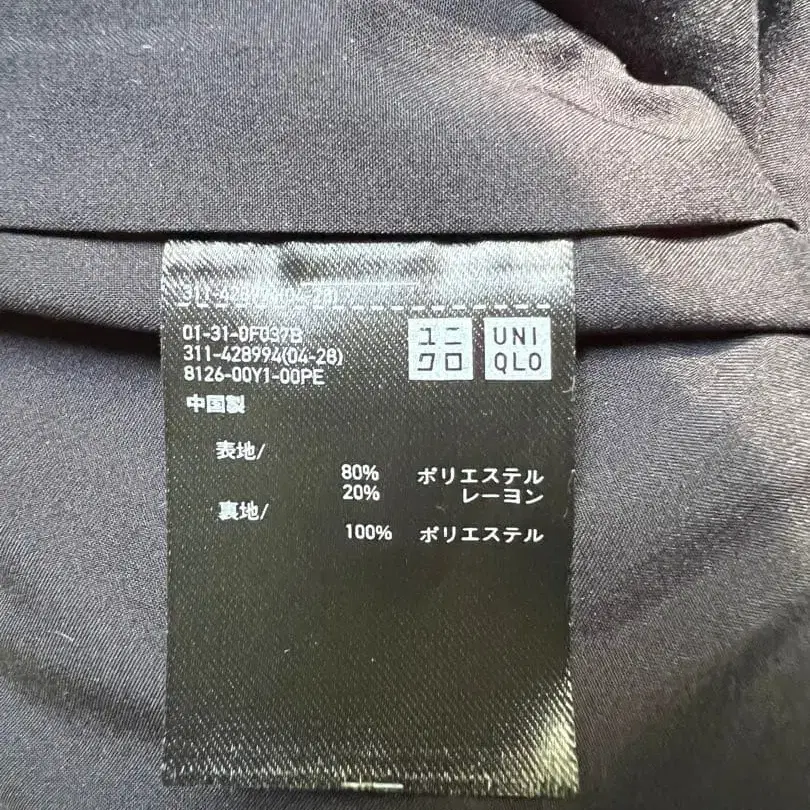 01-31-0F037B
311-428994(04-28)
8126-00Y1-00PE
ユニ
クロ
UNI
QLO
中国製
表地/
80% ポリエステル
20% レーヨン
裏地/
100% ポリエステル